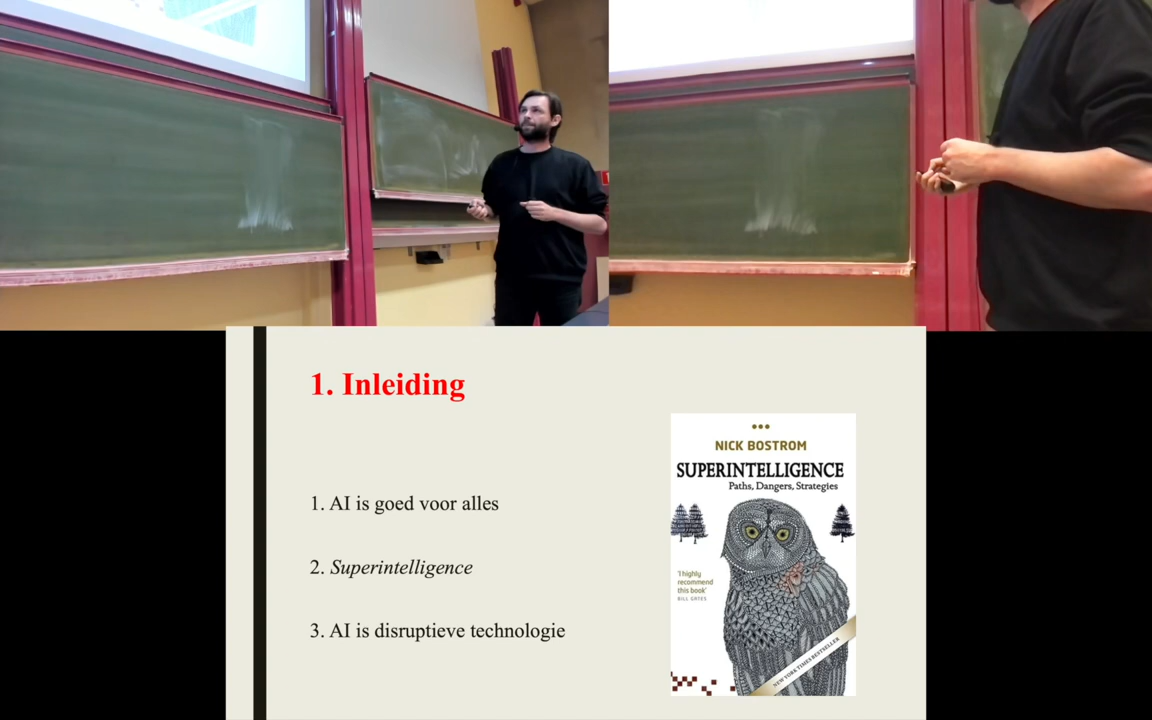 1. Inleiding
1. AI is goed voor alles
2. Superintelligence
3. AI is disruptieve technologie
•••
NICK BOSTROM
SUPERINTELLIGENCE
Paths, Dangers, Strategies
'I highly
recommend
this book'
BILL GATES
NEW YORK TIMES BESTSELLER